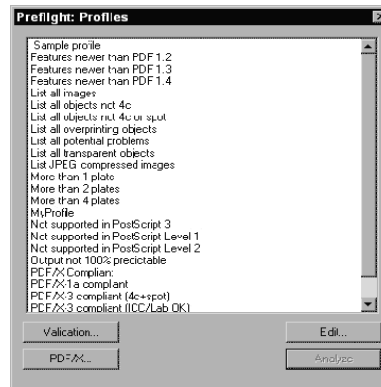 Preflight: Profiles
Sample profile
Features newer than PDF 1.2
Features newer than PDF 1.3
Features newer than PDF 1.4
List all images
List all objects not 4c
List all objects not 4c or spot
List all overprinting objects
List all potential problems
List all transparent objects
List JPEG compressed images
More than 1 plate
More than 2 plates
More than 4 plates
MyProfile
Not supported in PostScript 3
Not supported in PostScript Level 1
Not supported in PostScript Level 2
Output not 100% predictable
PDF/X Compliant
PDF/X-1a compliant
PDF/X-3 compliant (4c+spot)
PDF/X-3 compliant (ICC/Lab OK)
Validation...
Edit...
PDF/X...
Analyze